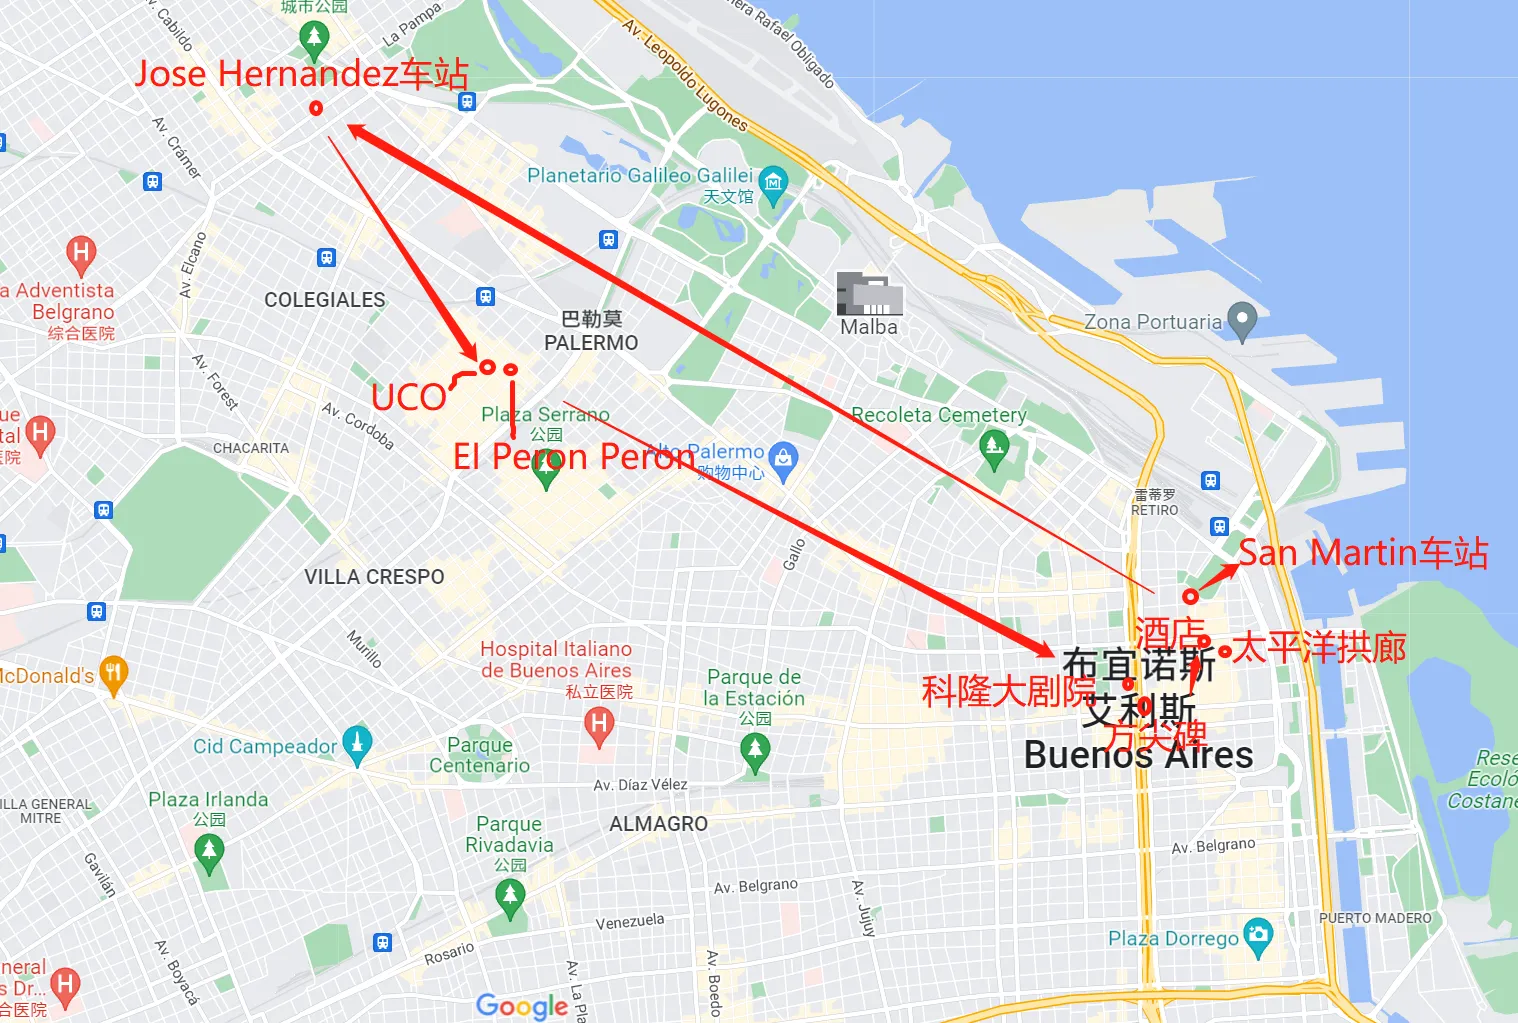 城市公园
Av. Cabildo
La Pampa
Av. Leopoldo Lugones
nera Rafael Obligado
Jose Hernandez车站
Av. Crámer
Planetario Galileo Galilei
天文馆
Av. Elcano
a Adventista
Belgrano
综合医院
COLEGIALES
巴勒莫
PALERMO
Malba
Zona Portuaria
Av. Forest
UCO
Plaza Serrano
公园
Recoleta Cemetery
ue
tal
医院
Av. Cordoba
CHACARITA
El Peron Peron
Alto Palermo
购物中心
雷蒂罗
RETIRO
Gallo
San Martin车站
VILLA CRESPO
Murillo
Hospital Italiano
de Buenos Aires
私立医院
酒店
太平洋拱廊
布宜诺斯
艾利斯
Buenos Aires
科隆大剧院
方尖碑
McDonald's
Parque de
la Estación
公园
Cid Campeador
Parque
Centenario
Av. Díaz Vélez
Rese
Ecoló
Costane
ILLA GENERAL
MITRE
Plaza Irlanda
公园
Parque
Rivadavia
公园
ALMAGRO
Av. Belgrano
Gavilán
Av. Belgrano
Av. Jujuy
Venezuela
PUERTO MADERO
Plaza Dorrego
Rosario
Av. Boyacá
Av. La Pla
Av. Boedo
neral
s Dr...
合医院
Google